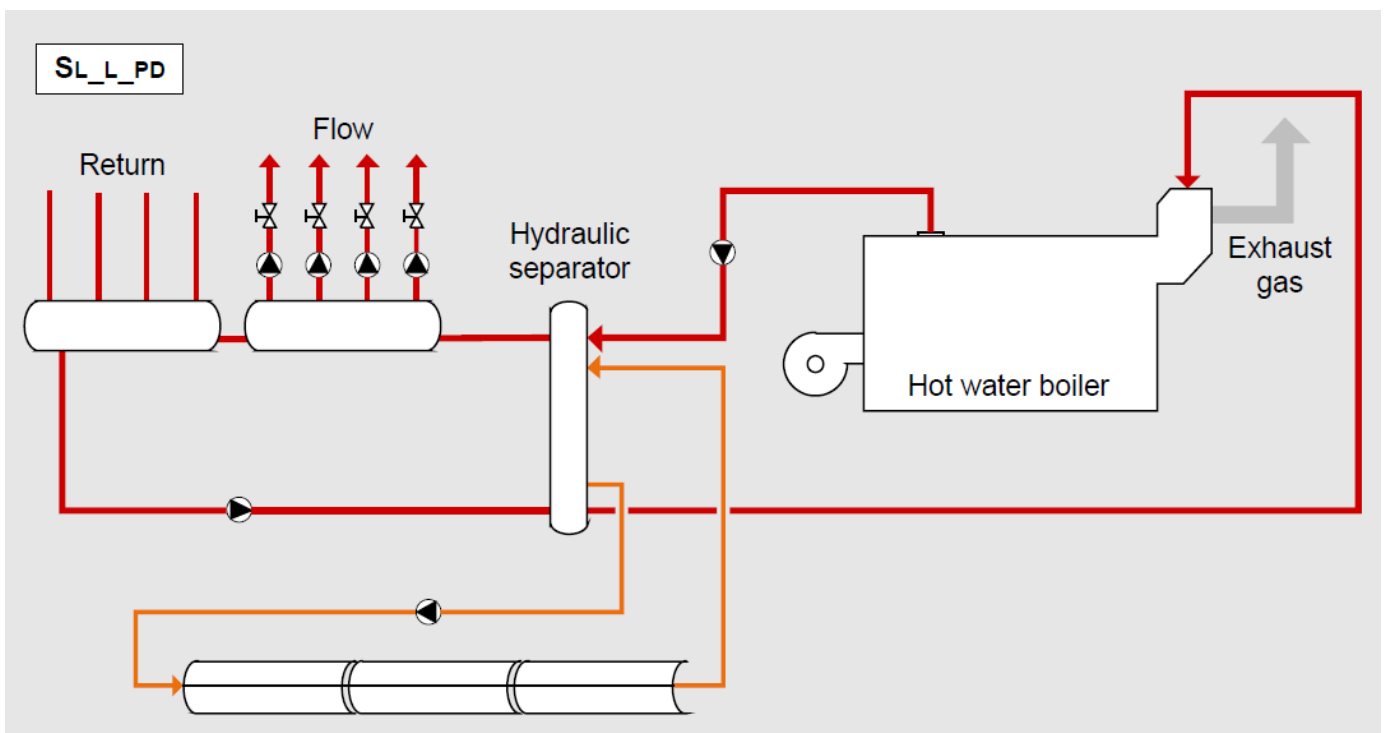 SL_L_PD
Flow
Return
Hydraulic
separator
Exhaust
gas
Hot water boiler